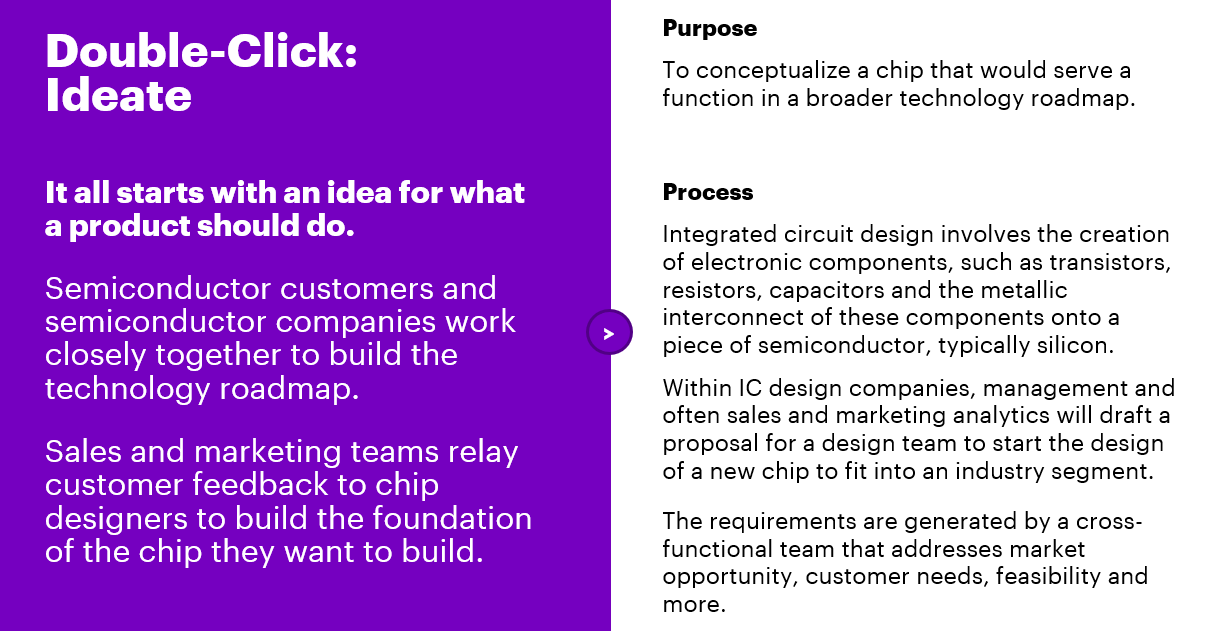 Double-Click:
Ideate
It all starts with an idea for what
a product should do.
Semiconductor customers and
semiconductor companies work
closely together to build the
technology roadmap.
Sales and marketing teams relay
customer feedback to chip
designers to build the foundation
of the chip they want to build.
>
Purpose
To conceptualize a chip that would serve a
function in a broader technology roadmap.
Process
Integrated circuit design involves the creation
of electronic components, such as transistors,
resistors, capacitors and the metallic
interconnect of these components onto a
piece of semiconductor, typically silicon.
Within IC design companies, management and
often sales and marketing analytics will draft a
proposal for a design team to start the design
of a new chip to fit into an industry segment.
The requirements are generated by a cross-
functional team that addresses market
opportunity, customer needs, feasibility and
more.